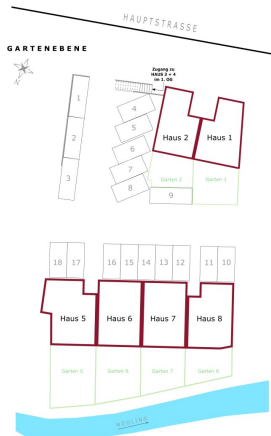 HAUPTSTRASSE
GARTENEBENE
Zugang zu
HAUS 3 + 4
im 1. OG
1
2
3
4
5
6
7
8
9
Haus 2
Haus 1
Garten 2
Garten 1
18 17
16 15 14 13 12
11 10
Haus 5
Haus 6
Haus 7
Haus 8
Garten 5
Garten 6
Garten 7
Garten 8